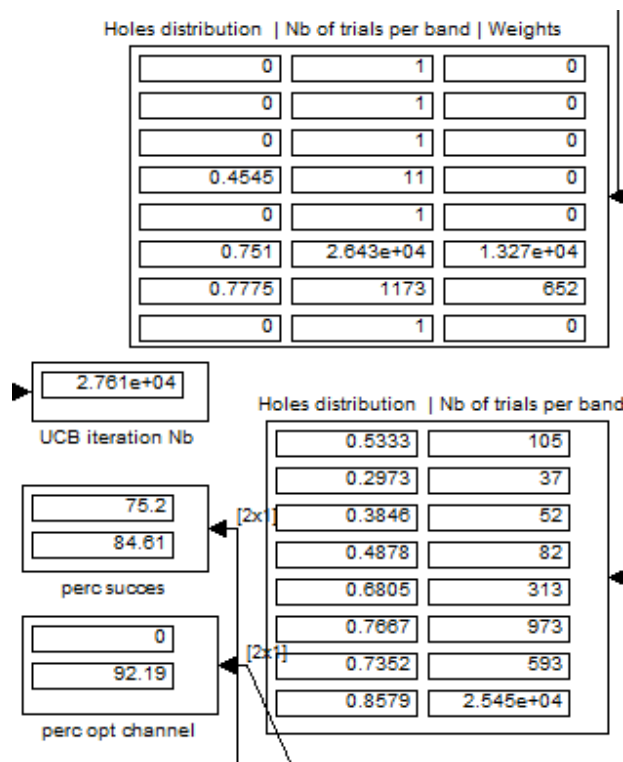 Holes distribution | Nb of trials per band | Weights
0 1 0
0 1 0
0 1 0
0.4545 11 0
0 1 0
0.751 2.643e+04 1.327e+04
0.7775 1173 652
0 1 0
2.761e+04
UCB iteration Nb
Holes distribution | Nb of trials per band
0.5333 105
0.2973 37
0.3846 52
0.4878 82
0.6805 313
0.7667 973
0.7352 593
0.8579 2.545e+04
75.2
84.61
[2x1]
perc succes
0
92.19
[2x1]
perc opt channel